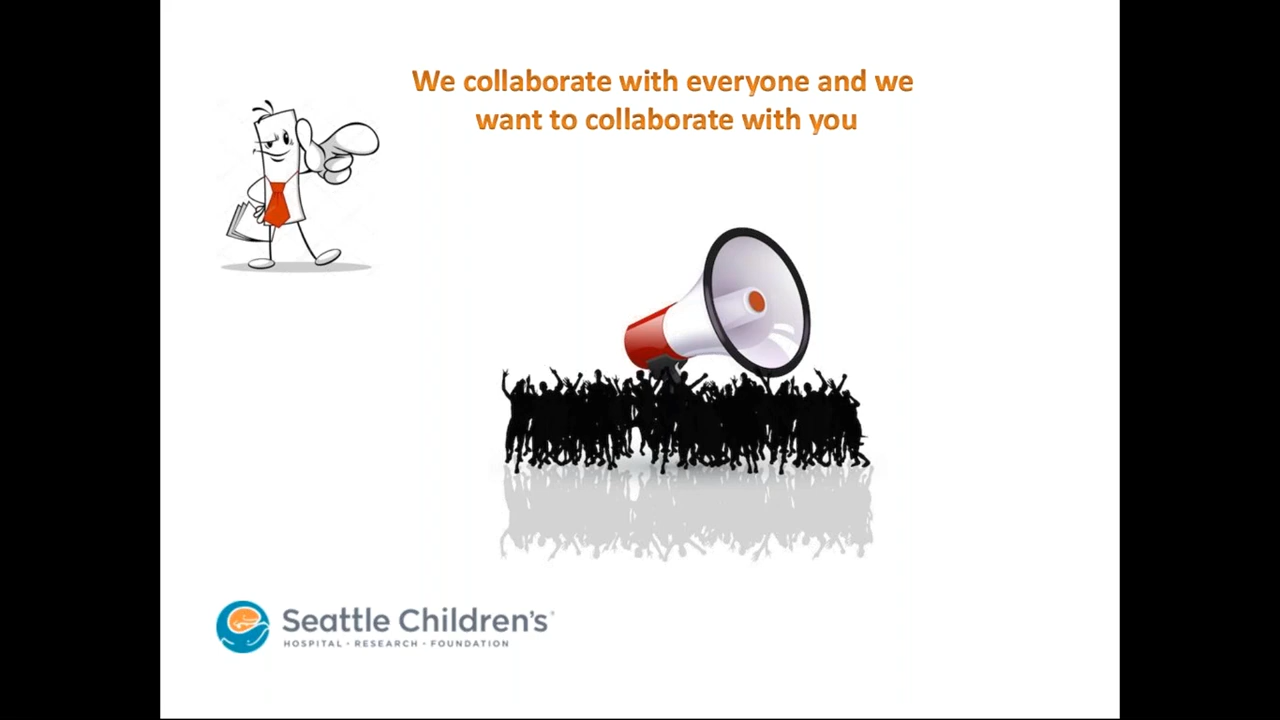 We collaborate with everyone and we
want to collaborate with you
Seattle Children's®
HOSPITAL • RESEARCH • FOUNDATION